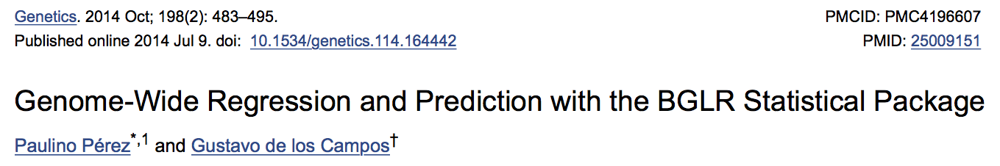 Genetics. 2014 Oct; 198(2): 483–495.
PMCID: PMC4196607
Published online 2014 Jul 9. doi: 10.1534/genetics.114.164442
PMID: 25009151
Genome-Wide Regression and Prediction with the BGLR Statistical Package
Paulino Pérez*,1 and Gustavo de los Campos†